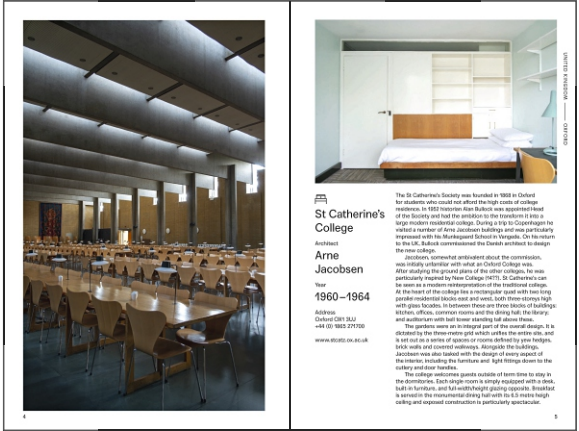 UNITED KINGDOM — OXFORD
St Catherine's
College
Architect
Arne
Jacobsen
Year
1960–1964
Address
Oxford OX1 3UJ
+44 (0) 1865 271700
www.stcatz.ox.ac.uk
The St Catherine's Society was founded in 1868 in Oxford
for students who could not afford the high costs of college
residence. In 1952 historian Alan Bullock was appointed Head
of the Society and had the ambition to transform it into a
large modern residential college. During a trip to Copenhagen he
visited a number of Arne Jacobsen buildings and was particularly
impressed with his Munkegaard School in Vangede. On his return
to the UK, Bullock commissioned the Danish architect to design
the new college.
Jacobsen, somewhat ambivalent about the commission,
was initially unfamiliar with what an Oxford College was.
After studying the ground plans of the other colleges, he was
particularly inspired by New College (1477). St Catherine's can
be seen as a modern reinterpretation of the traditional college.
At the heart of the college lies a rectangular quad with two long
parallel residential blocks east and west, both three-storeys high
with glass facades. In between these are three blocks of buildings:
kitchen, offices, common rooms and the dining hall; the library;
and auditorium with bell tower standing tall above these.
The gardens were an in integral part of the overall design. It is
dictated by the three-metre grid which unifies the entire site, and
is set out as a series of spaces or rooms defined by yew hedges,
brick walls and covered walkways. Alongside the buildings,
Jacobsen was also tasked with the design of every aspect of
the interior, including the furniture and light fittings down to the
cutlery and door handles.
The college welcomes guests outside of term time to stay in
the dormitories. Each single room is simply equipped with a desk,
built-in furniture, and full-width/height glazing opposite. Breakfast
is served in the monumental dining hall with its 6.5 metre heigh
ceiling and exposed construction is particularly spectacular.
4
5